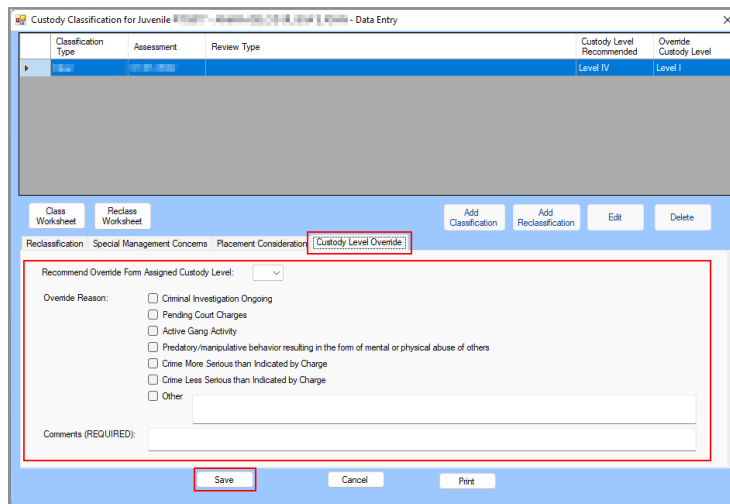 Custody Classification for Juvenile - Data Entry
Classification Type Assessment Review Type Custody Level Recommended Override Custody Level
Level IV Level I
Class Worksheet Reclass Worksheet Add Classification Add Reclassification Edit Delete
Reclassification Special Management Concerns Placement Consideration Custody Level Override
Recommend Override Form Assigned Custody Level:
Override Reason: Criminal Investigation Ongoing
Pending Court Charges
Active Gang Activity
Predatory/manipulative behavior resulting in the form of mental or physical abuse of others
Crime More Serious than Indicated by Charge
Crime Less Serious than Indicated by Charge
Other
Comments (REQUIRED):
Save Cancel Print